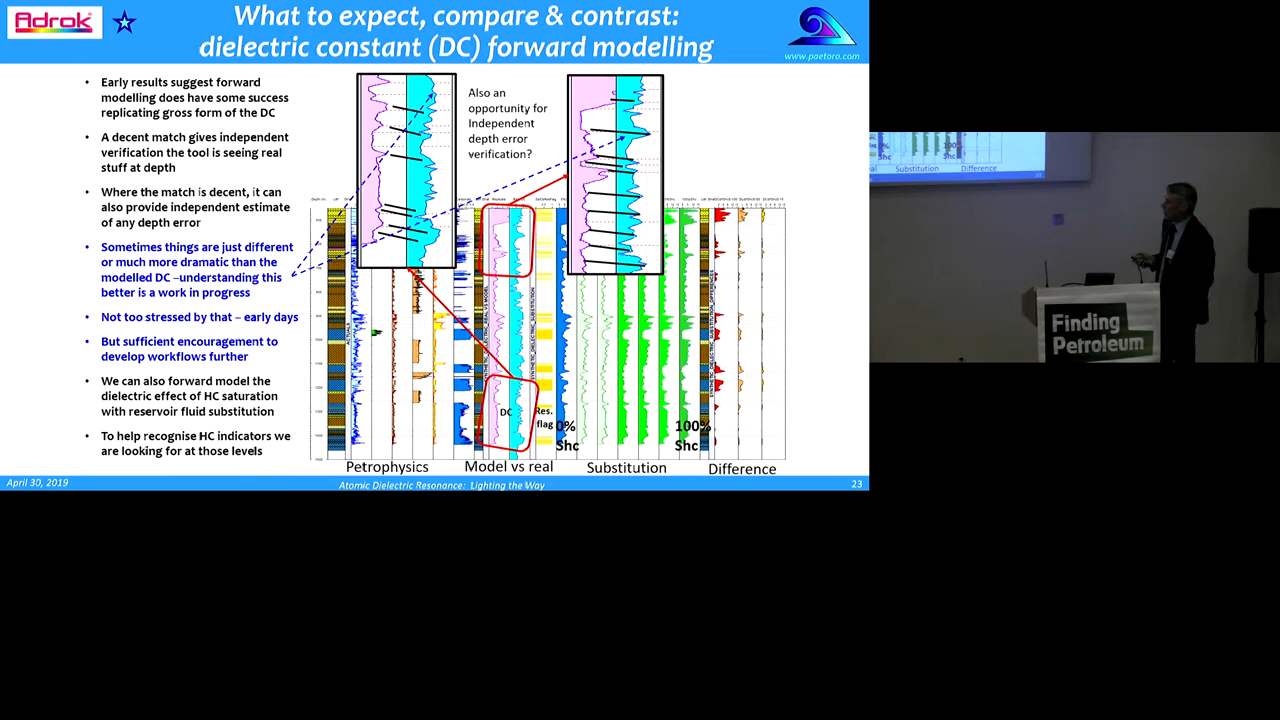 Adrok
What to expect, compare & contrast:
dielectric constant (DC) forward modelling
www.paetoro.com
• Early results suggest forward
modelling does have some success
replicating gross form of the DC
• A decent match gives independent
verification the tool is seeing real
stuff at depth
• Where the match is decent, it can
also provide independent estimate
of any depth error
• Sometimes things are just different
or much more dramatic than the
modelled DC –understanding this
better is a work in progress
• Not too stressed by that – early days
• But sufficient encouragement to
develop workflows further
• We can also forward model the
dielectric effect of HC saturation
with reservoir fluid substitution
• To help recognise HC indicators we
are looking for at those levels
Also an
opportunity for
Independent
depth error
verification?
DC
Res.
flag
0%
Shc
100%
Shc
Petrophysics
Model vs real
Substitution
Difference
April 30, 2019
Atomic Dielectric Resonance: Lighting the Way
23
Shc
100%
Shc
Substitution
Difference
Finding
Petroleum